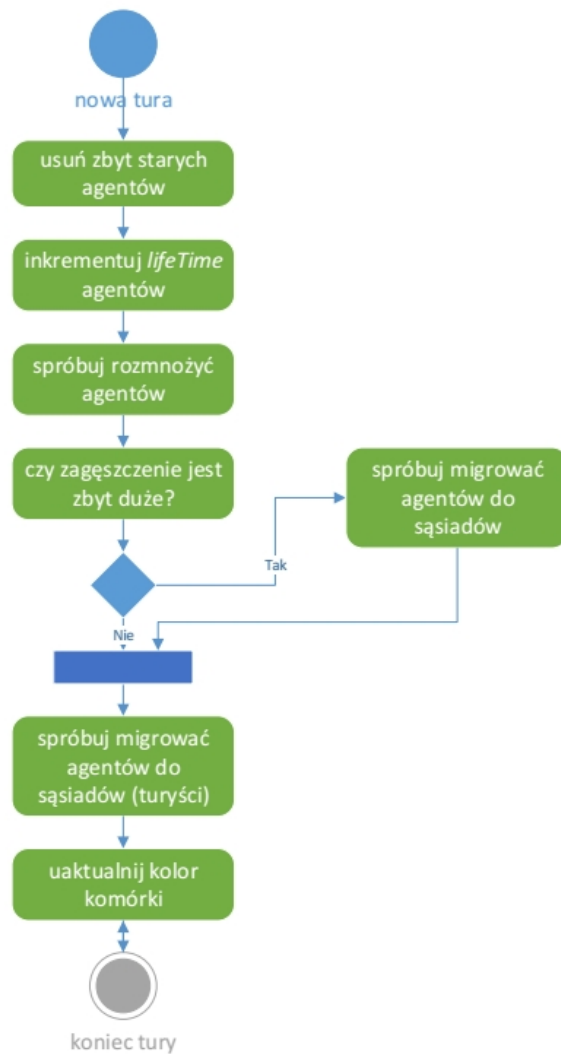 nowa tura
usuń zbyt starych
agentów
inkrementuj lifeTime
agentów
spróbuj rozmnożyć
agentów
czy zagęszczenie jest
zbyt duże?
spróbuj migrować
agentów do
sąsiadów
Tak
Nie
spróbuj migrować
agentów do
sąsiadów (turyści)
uaktualnij kolor
komórki
koniec tury